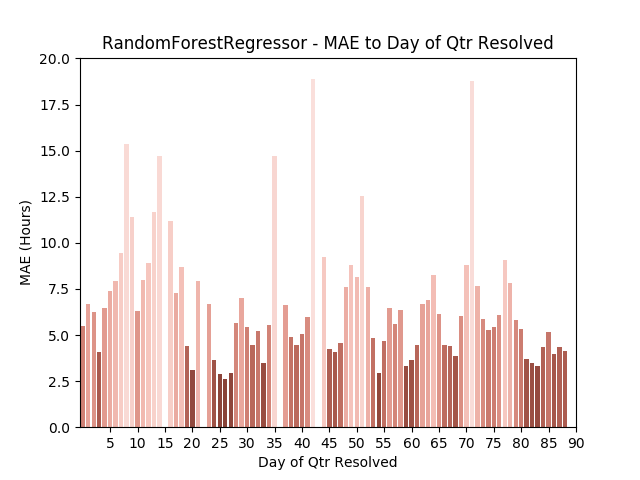 RandomForestRegressor - MAE to Day of Qtr Resolved
20.0
17.5
15.0
12.5
10.0
7.5
5.0
2.5
0.0
MAE (Hours)
5 10 15 20 25 30 35 40 45 50 55 60 65 70 75 80 85 90
Day of Qtr Resolved